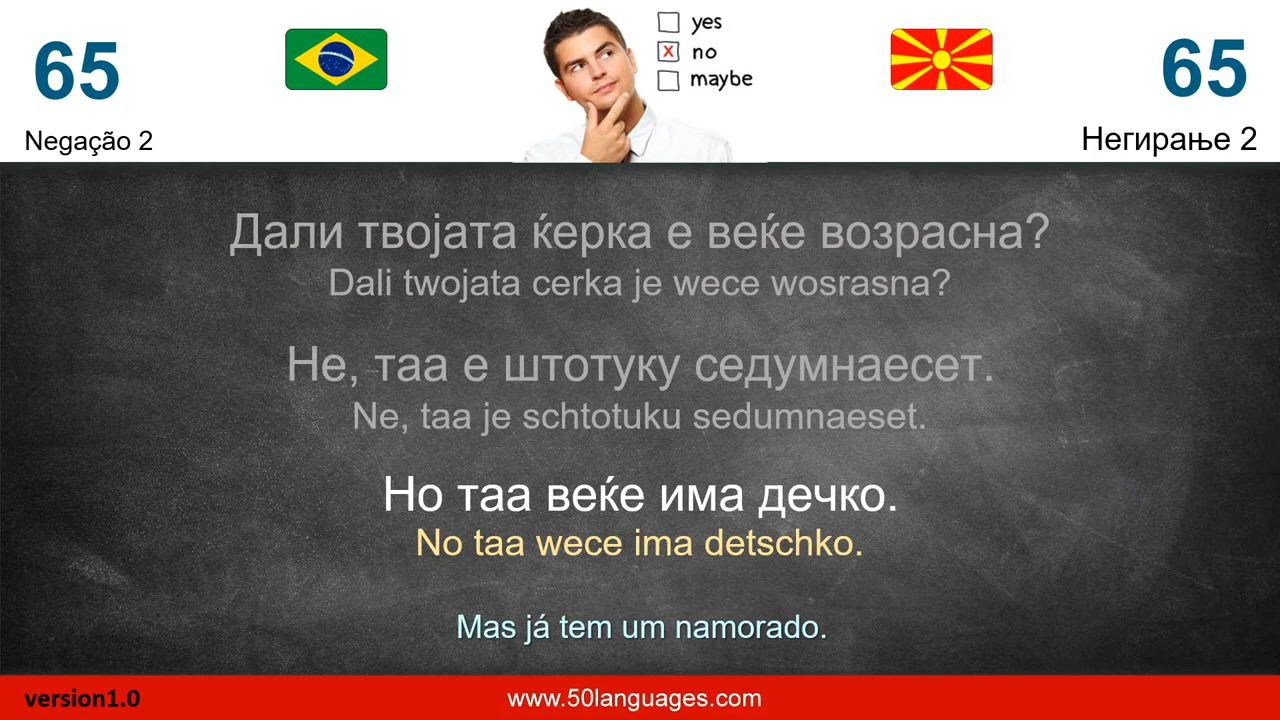 65
yes
no
maybe
65
Negação 2
Негирање 2
Дали твојата ќерка е веќе возрасна?
Dali twojata cerka je wece wosrasna?
Не, таа е штотуку седумнаесет.
Ne, taa je schtotuku sedumnaeset.
Но таа веќе има дечко.
No taa wece ima detschko.
Mas já tem um namorado.
version1.0
www.50languages.com